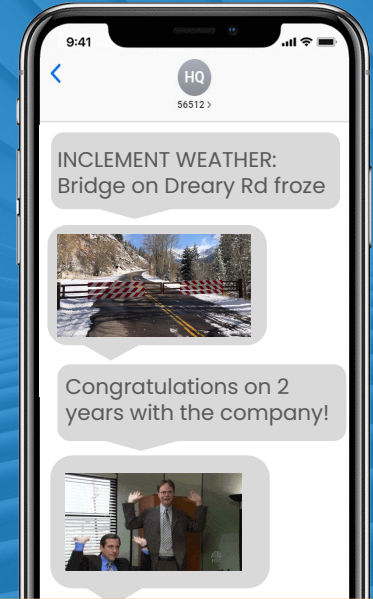 9:41
HQ
56512 >
INCLEMENT WEATHER:
Bridge on Dreary Rd froze
Congratulations on 2
years with the company!